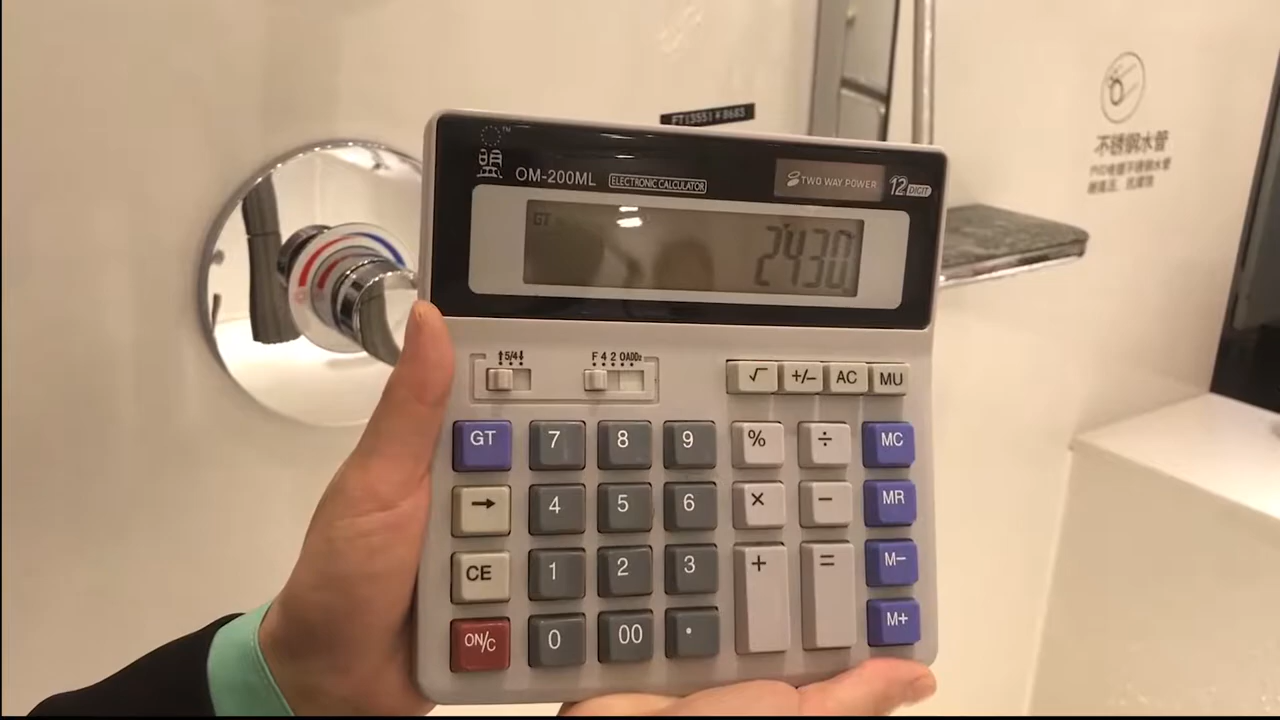 FT13551 ¥8683
盟
TM
OM-200ML
ELECTRONIC CALCULATOR
TWO WAY POWER
12 DIGIT
GT
2430.
不锈钢水管
↑5/4↓
F 4 2 0 ADD2
√ +/− AC MU
GT 7 8 9 % ÷ MC
→ 4 5 6 × − MR
CE 1 2 3 + = M−
ON/C 0 00 · M+